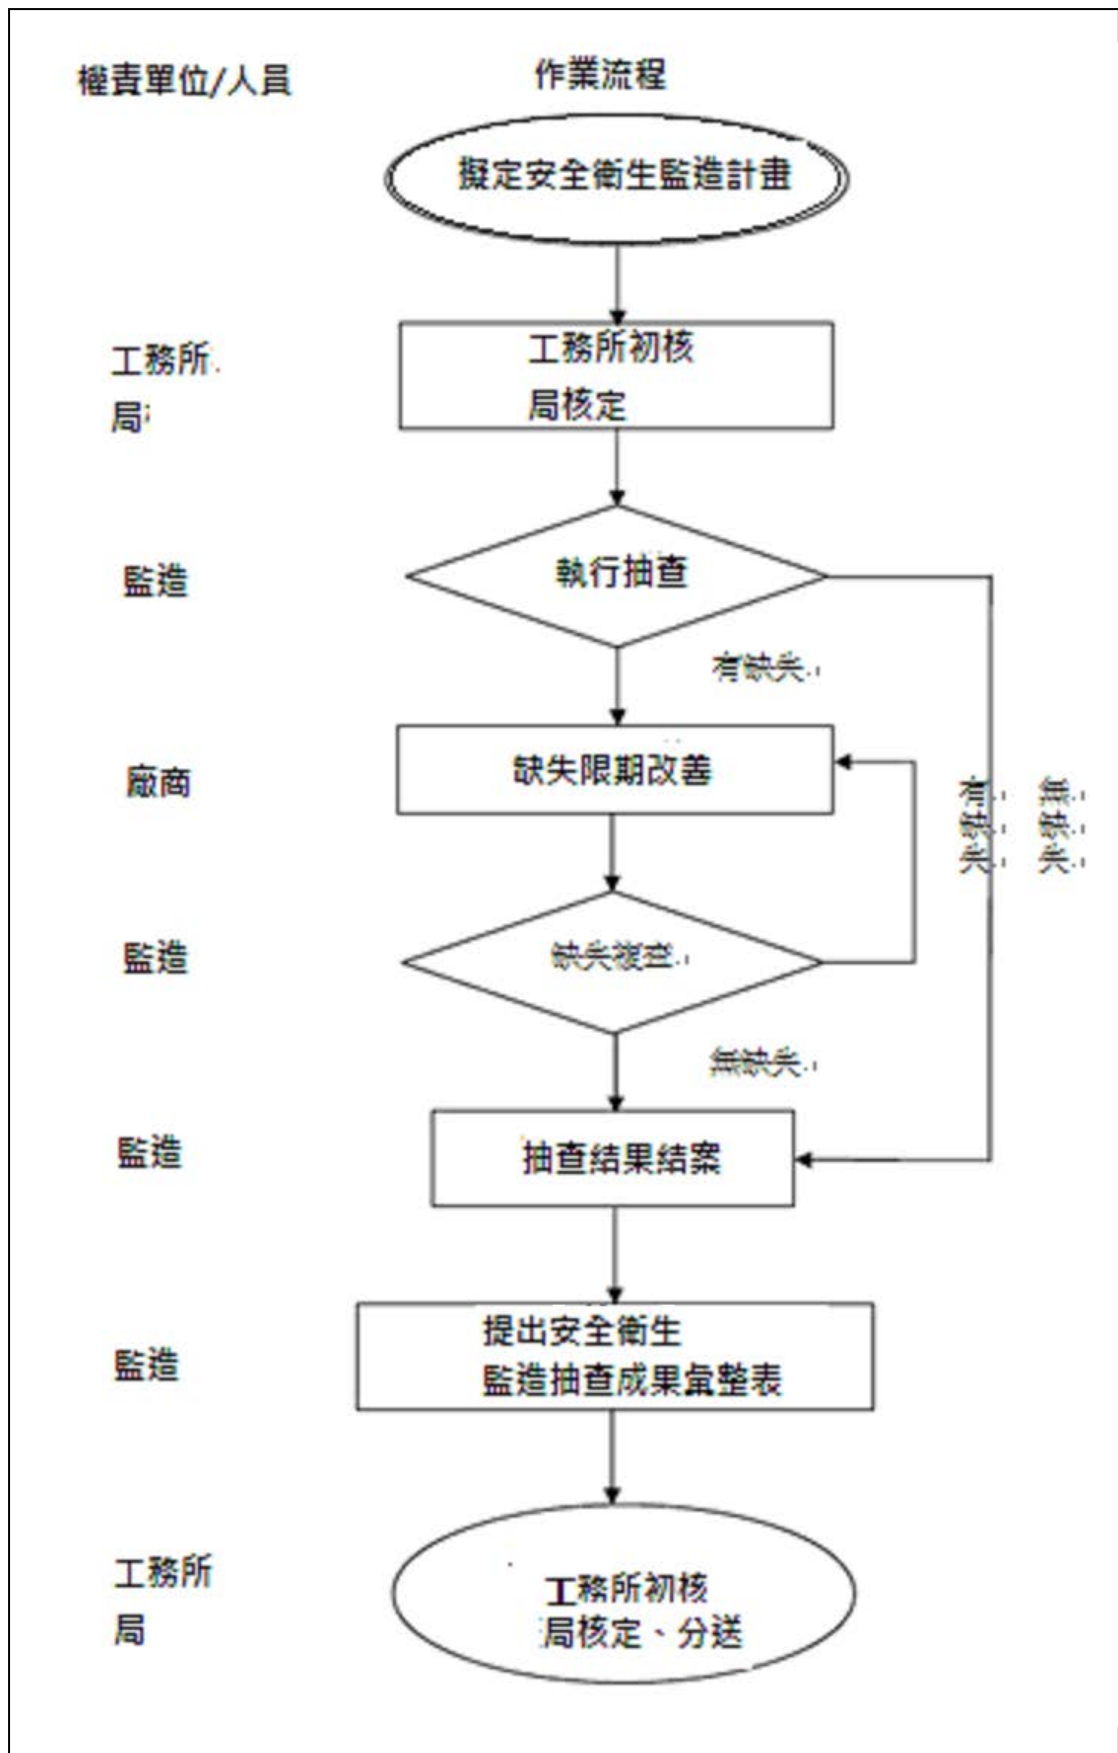 權責單位/人員
作業流程
擬定安全衛生監造計畫
工務所
局
工務所初核
局核定
監造
執行抽查
有缺失
廠商
缺失限期改善
有缺失
無缺失
監造
缺失複查
無缺失
監造
抽查結果結案
監造
提出安全衛生
監造抽查成果彙整表
工務所
局
工務所初核
局核定、分送